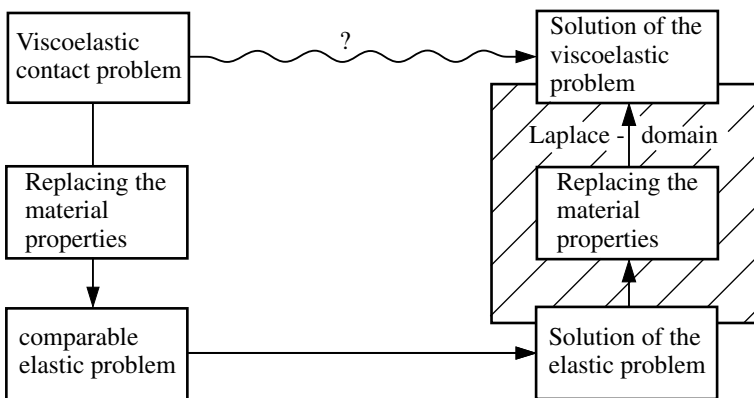 Viscoelastic
contact problem
?
Solution of the
viscoelastic
problem
Laplace - domain
Replacing the
material
properties
Replacing the
material
properties
comparable
elastic problem
Solution of the
elastic problem